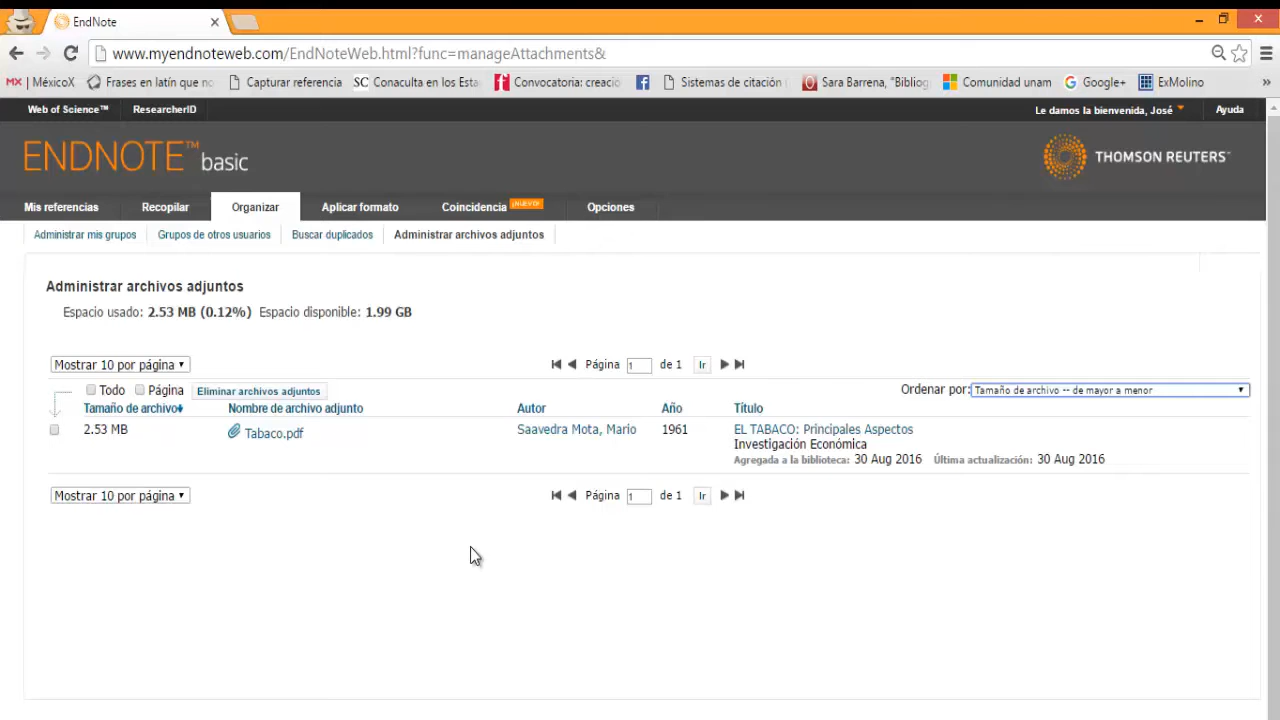 EndNote
www.myendnoteweb.com/EndNoteWeb.html?func=manageAttachments&
MX | MéxicoX Frases en latín que no Capturar referencia SC Conaculta en los Esta Convocatoria: creacio Sistemas de citación Sara Barrena, "Bibliog Comunidad unam Google+ ExMolino »
Web of Science™ ResearcherID Le damos la bienvenida, José Ayuda
ENDNOTE™ basic THOMSON REUTERS™
Mis referencias Recopilar Organizar Aplicar formato Coincidencia ¡NUEVO! Opciones
Administrar mis grupos Grupos de otros usuarios Buscar duplicados Administrar archivos adjuntos
Administrar archivos adjuntos
Espacio usado: 2.53 MB (0.12%) Espacio disponible: 1.99 GB
Mostrar 10 por página Página 1 de 1 Ir
Todo Página Eliminar archivos adjuntos Ordenar por: Tamaño de archivo -- de mayor a menor
Tamaño de archivo Nombre de archivo adjunto Autor Año Título
2.53 MB Tabaco.pdf Saavedra Mota, Mario 1961 EL TABACO: Principales Aspectos
Investigación Económica
Agregada a la biblioteca: 30 Aug 2016 Última actualización: 30 Aug 2016
Mostrar 10 por página Página 1 de 1 Ir